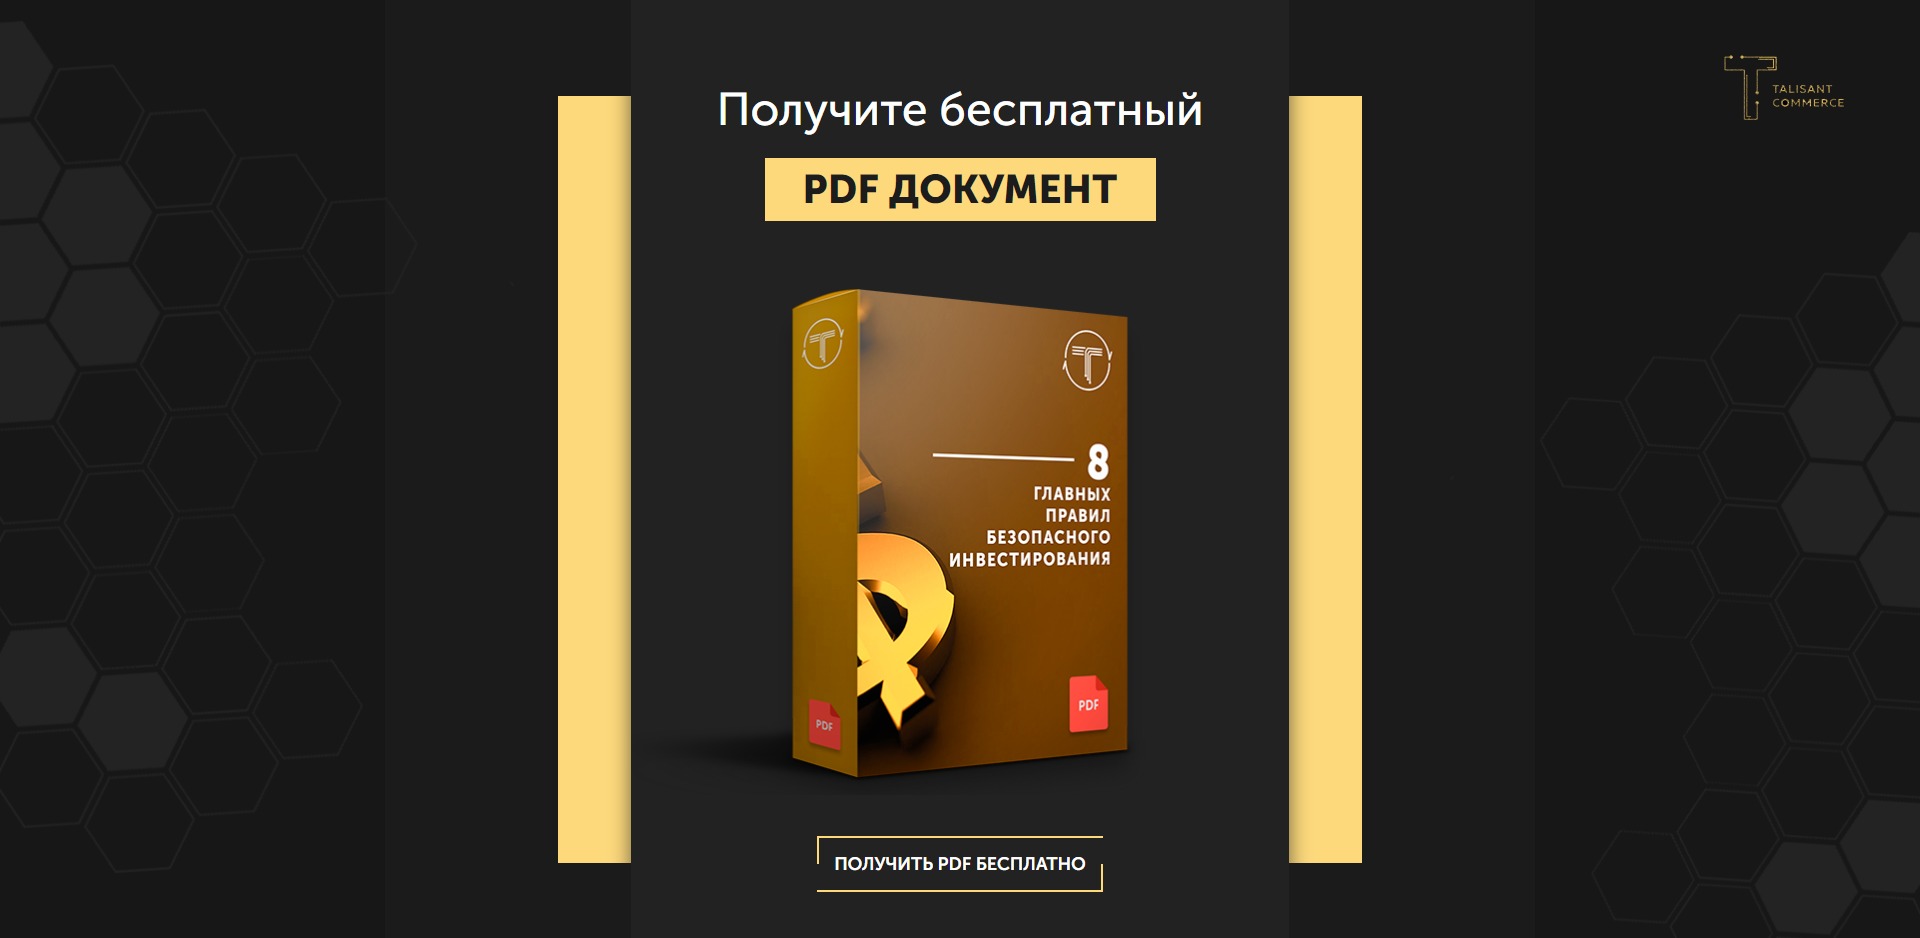 Получите бесплатный
TALISANT
COMMERCE
PDF ДОКУМЕНТ
8
ГЛАВНЫХ
ПРАВИЛ
БЕЗОПАСНОГО
ИНВЕСТИРОВАНИЯ
PDF
PDF
ПОЛУЧИТЬ PDF БЕСПЛАТНО